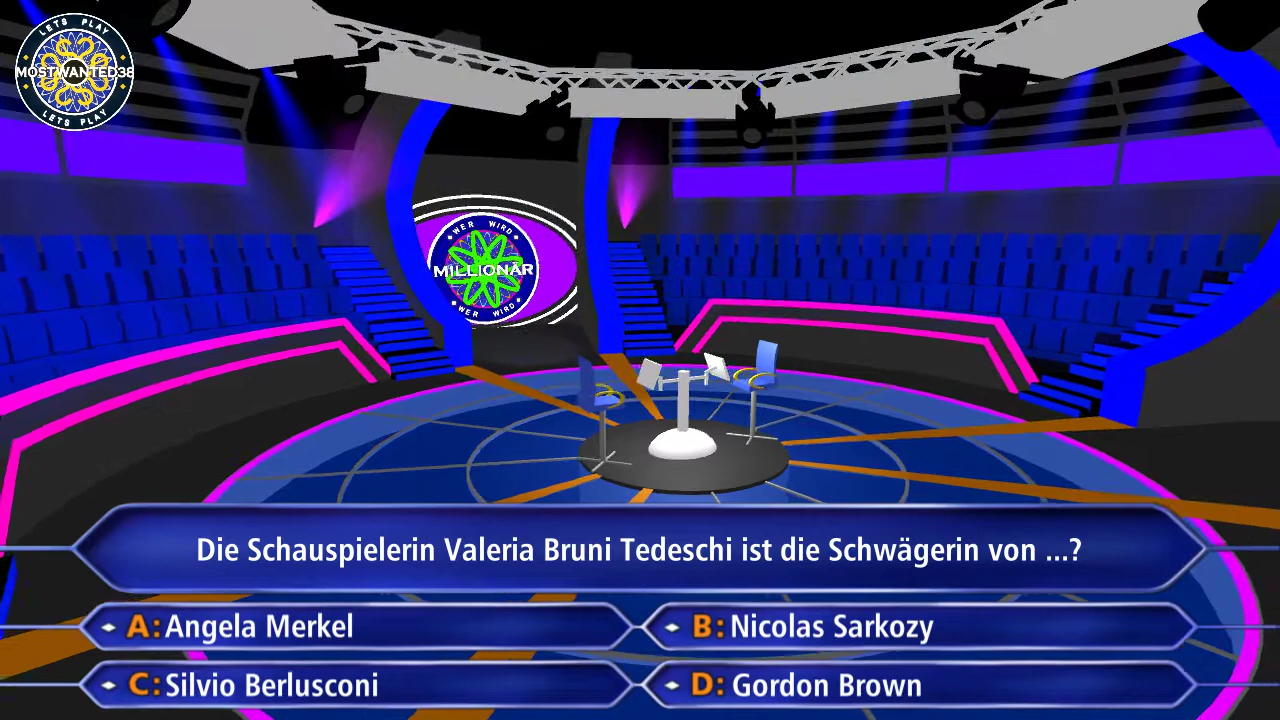 LETS PLAY
MOSTWANTED38
LETS PLAY
WER WIRD
MILLIONÄR
WER WIRD
Die Schauspielerin Valeria Bruni Tedeschi ist die Schwägerin von ...?
A: Angela Merkel
B: Nicolas Sarkozy
C: Silvio Berlusconi
D: Gordon Brown